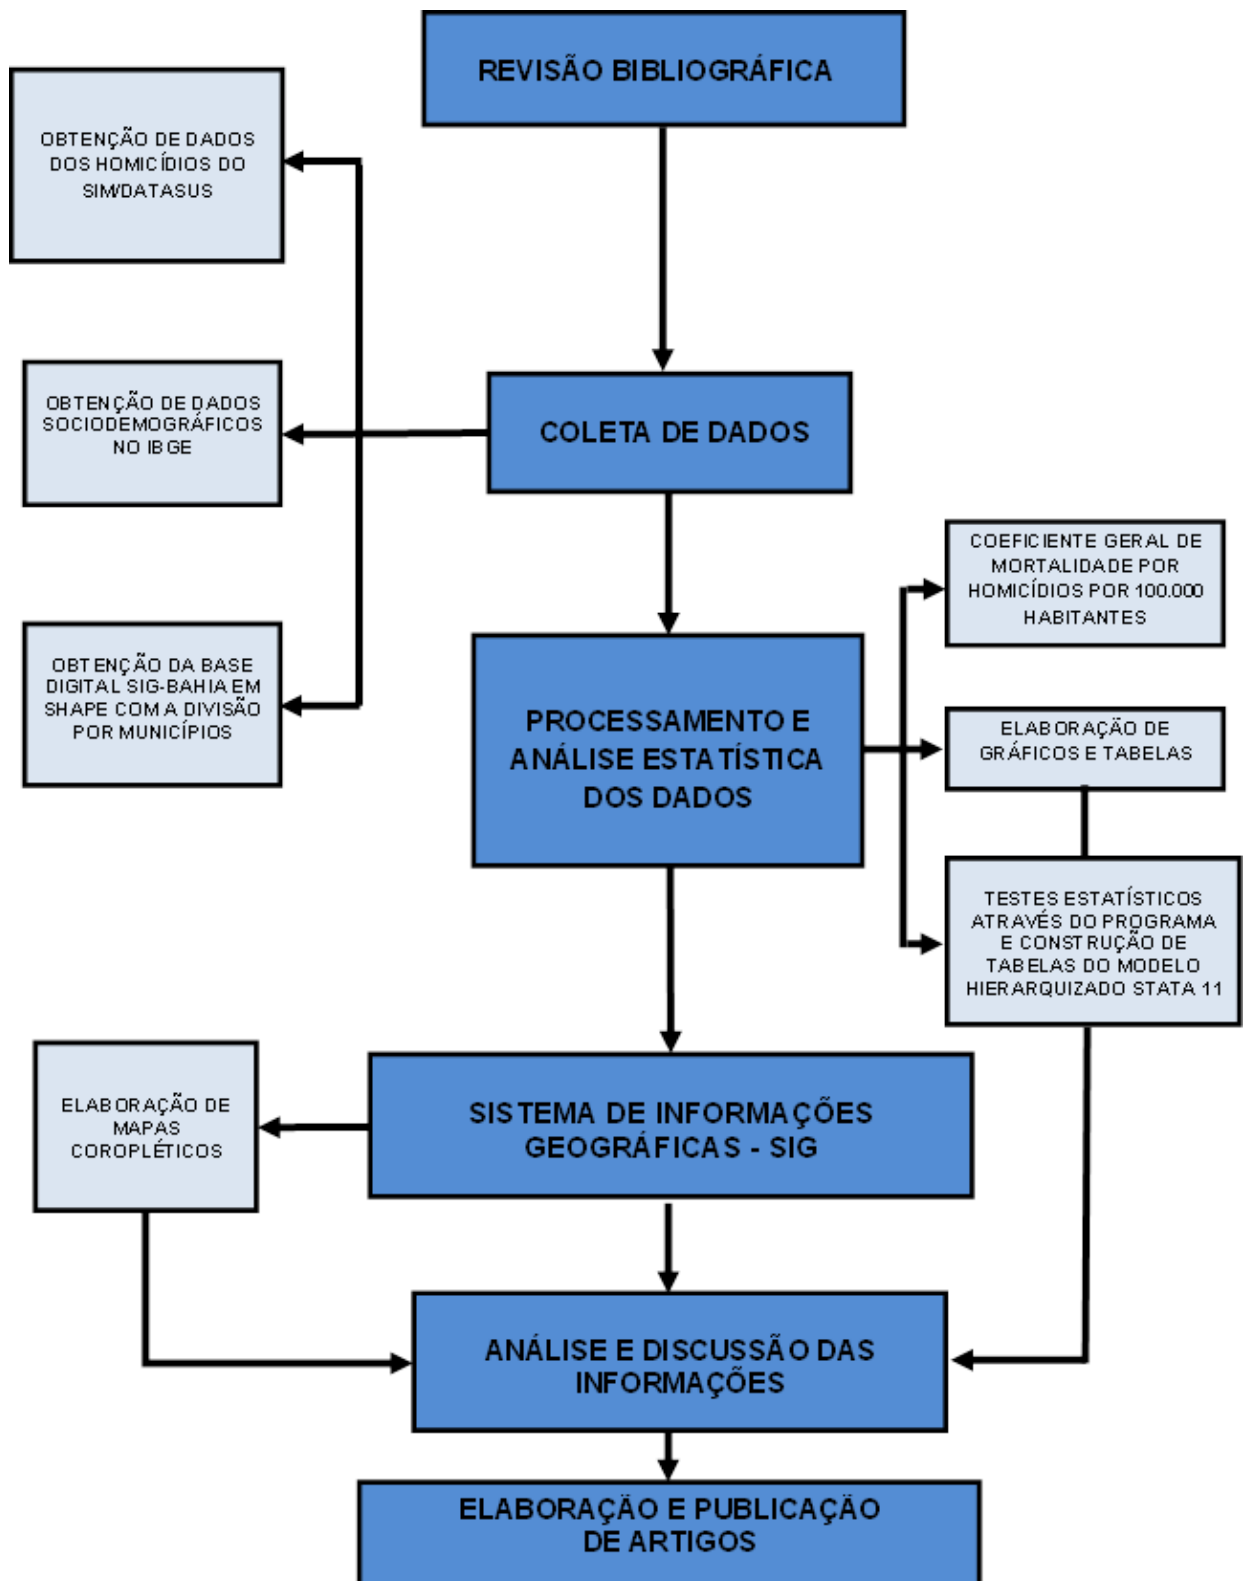 REVISÃO BIBLIOGRÁFICA
OBTENÇÃO DE DADOS
DOS HOMICÍDIOS DO
SIM/DATASUS
OBTENÇÃO DE DADOS
SOCIODEMOGRÁFICOS
NO IBGE
COLETA DE DADOS
COEFICIENTE GERAL DE
MORTALIDADE POR
HOMICÍDIOS POR 100.000
HABITANTES
OBTENÇÃO DA BASE
DIGITAL SIG-BAHIA EM
SHAPE COM A DIVISÃO
POR MUNICÍPIOS
PROCESSAMENTO E
ANÁLISE ESTATÍSTICA
DOS DADOS
ELABORAÇÃO DE
GRÁFICOS E TABELAS
TESTES ESTATÍSTICOS
ATRAVÉS DO PROGRAMA
E CONSTRUÇÃO DE
TABELAS DO MODELO
HIERARQUIZADO STATA 11
ELABORAÇÃO DE
MAPAS
COROPLÉTICOS
SISTEMA DE INFORMAÇÕES
GEOGRÁFICAS - SIG
ANÁLISE E DISCUSSÃO DAS
INFORMAÇÕES
ELABORAÇÃO E PUBLICAÇÃO
DE ARTIGOS